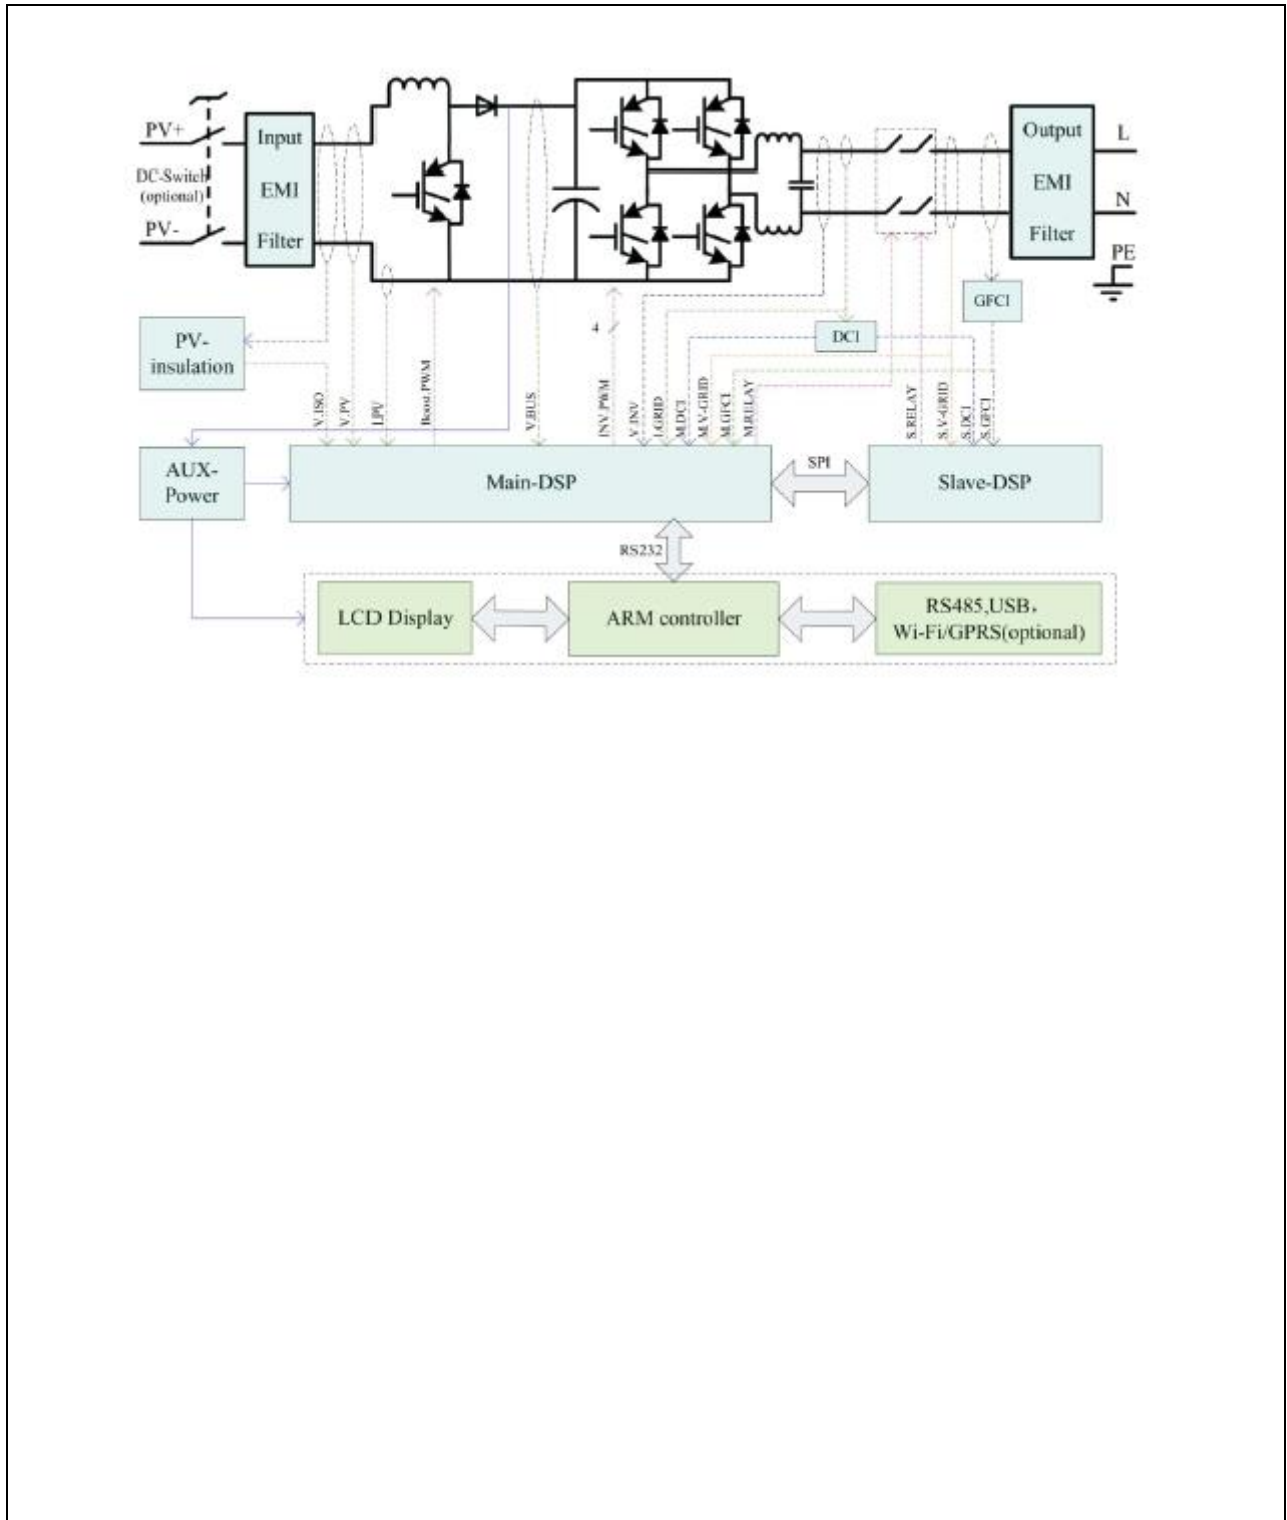 PV+
DC-Switch
(optional)
PV-
Input
EMI
Filter
Output
EMI
Filter
L
N
PE
GFCI
DCI
4
PV-
insulation
V.ISO
V.PV
I.PV
Boost.PWM
V.BUS
INV.PWM
V.INV
I.GRID
M.DCI
M.V-GRID
M.GFCI
M.RELAY
S.RELAY
S.V-GRID
S.DCI
S.GFCI
AUX-
Power
Main-DSP
SPI
Slave-DSP
RS232
LCD Display
ARM controller
RS485,USB,
Wi-Fi/GPRS(optional)